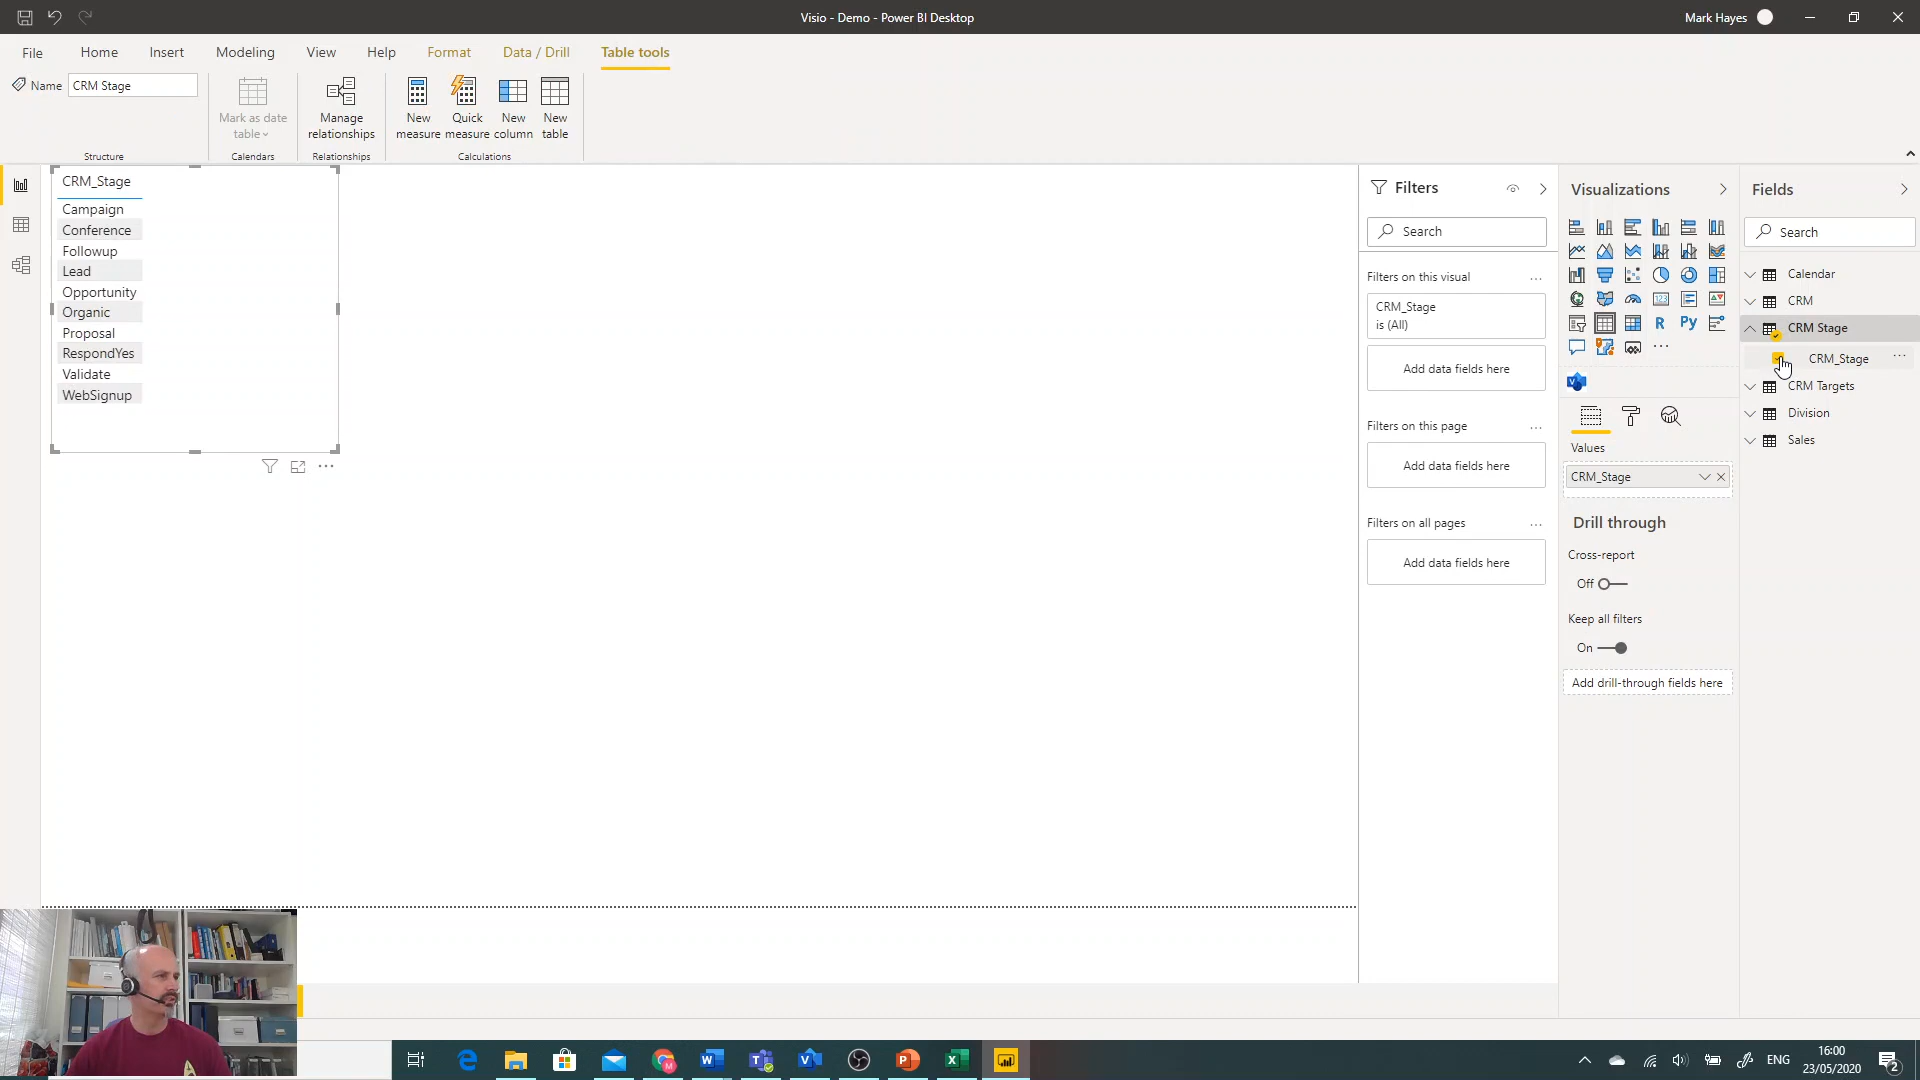 Visio - Demo - Power BI Desktop
Mark Hayes
File Home Insert Modeling View Help Format Data / Drill Table tools
Name CRM Stage
Mark as date table
Manage relationships
New measure
Quick measure
New column
New table
Structure
Calendars
Relationships
Calculations
CRM_Stage
Campaign
Conference
Followup
Lead
Opportunity
Organic
Proposal
RespondYes
Validate
WebSignup
Filters
Search
Filters on this visual ...
CRM_Stage
is (All)
Add data fields here
Filters on this page ...
Add data fields here
Filters on all pages ...
Add data fields here
Visualizations
R Py
Values
CRM_Stage
Drill through
Cross-report
Off
Keep all filters
On
Add drill-through fields here
Fields
Search
Calendar
CRM
CRM Stage
CRM_Stage ...
CRM Targets
Division
Sales
ENG
16:00
23/05/2020
2